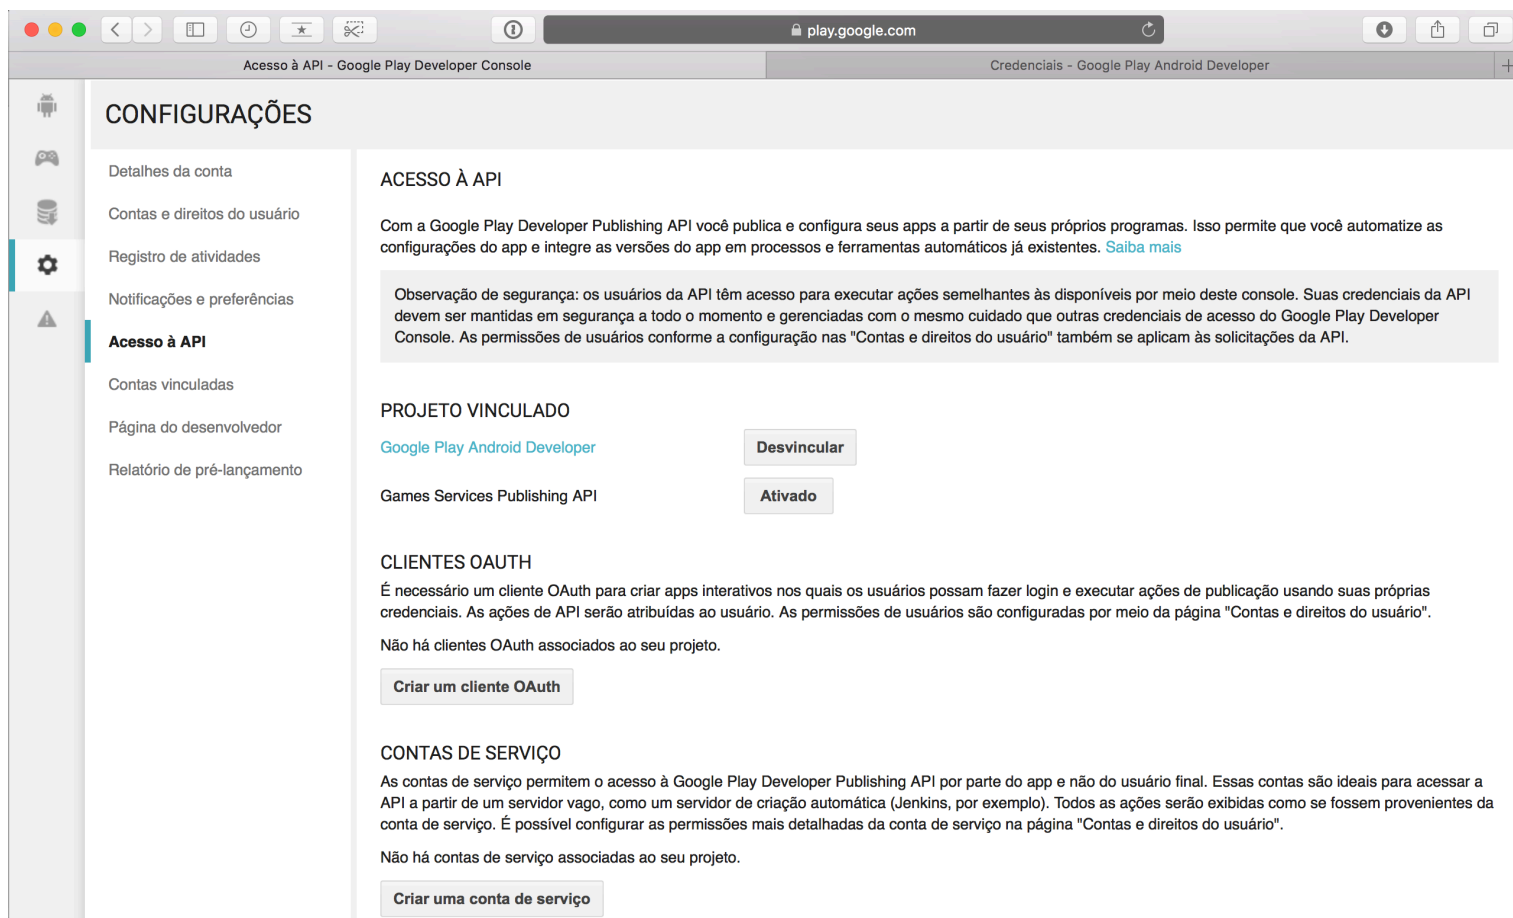 play.google.com
Acesso à API - Google Play Developer Console
Credenciais - Google Play Android Developer
CONFIGURAÇÕES
Detalhes da conta
Contas e direitos do usuário
Registro de atividades
Notificações e preferências
Acesso à API
Contas vinculadas
Página do desenvolvedor
Relatório de pré-lançamento
ACESSO À API
Com a Google Play Developer Publishing API você publica e configura seus apps a partir de seus próprios programas. Isso permite que você automatize as
configurações do app e integre as versões do app em processos e ferramentas automáticos já existentes. Saiba mais
Observação de segurança: os usuários da API têm acesso para executar ações semelhantes às disponíveis por meio deste console. Suas credenciais da API
devem ser mantidas em segurança a todo o momento e gerenciadas com o mesmo cuidado que outras credenciais de acesso do Google Play Developer
Console. As permissões de usuários conforme a configuração nas "Contas e direitos do usuário" também se aplicam às solicitações da API.
PROJETO VINCULADO
Google Play Android Developer
Desvincular
Games Services Publishing API
Ativado
CLIENTES OAUTH
É necessário um cliente OAuth para criar apps interativos nos quais os usuários possam fazer login e executar ações de publicação usando suas próprias
credenciais. As ações de API serão atribuídas ao usuário. As permissões de usuários são configuradas por meio da página "Contas e direitos do usuário".
Não há clientes OAuth associados ao seu projeto.
Criar um cliente OAuth
CONTAS DE SERVIÇO
As contas de serviço permitem o acesso à Google Play Developer Publishing API por parte do app e não do usuário final. Essas contas são ideais para acessar a
API a partir de um servidor vago, como um servidor de criação automática (Jenkins, por exemplo). Todos as ações serão exibidas como se fossem provenientes da
conta de serviço. É possível configurar as permissões mais detalhadas da conta de serviço na página "Contas e direitos do usuário".
Não há contas de serviço associadas ao seu projeto.
Criar uma conta de serviço